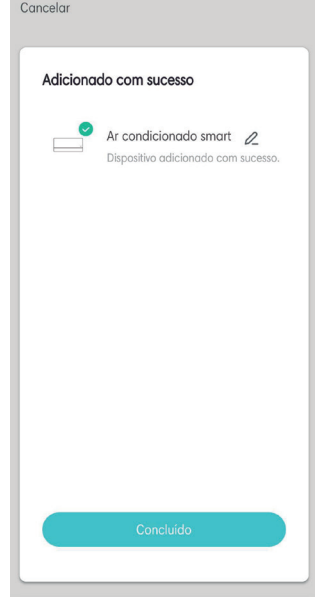 Cancelar
Adicionado com sucesso
Ar condicionado smart
Dispositivo adicionado com sucesso.
Concluído